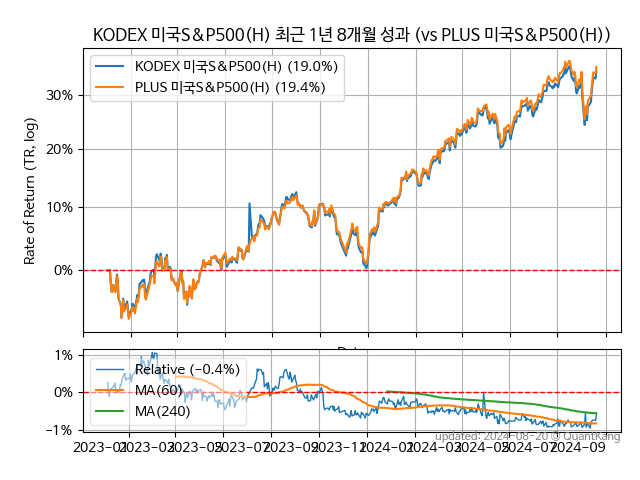 KODEX 미국S&P500(H) 최근 1년 8개월 성과 (vs PLUS 미국S&P500(H))
KODEX 미국S&P500(H) (19.0%)
PLUS 미국S&P500(H) (19.4%)
30%
20%
10%
0%
Rate of Return (TR, log)
1%
0%
−1%
Relative (−0.4%)
MA(60)
MA(240)
2023−01 2023−03 2023−05 2023−07 2023−09 2023−11 2024−01 2024−03 2024−05 2024−07 2024−09
updated: 2024−08−20 @ QuantKang